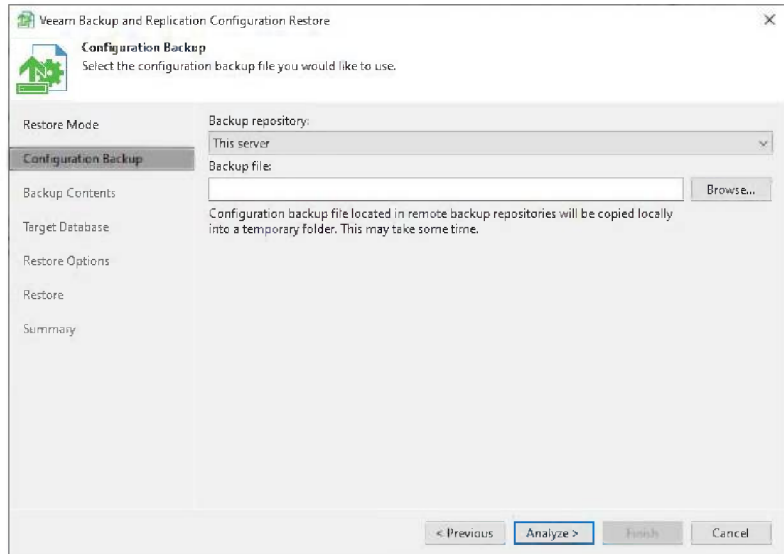 Veeam Backup and Replication Configuration Restore
Configuration Backup
Select the configuration backup file you would like to use.
Restore Mode
Configuration Backup
Backup Contents
Target Database
Restore Options
Restore
Summary
Backup repository:
This server
Backup file:
Browse...
Configuration backup file located in remote backup repositories will be copied locally
into a temporary folder. This may take some time.
< Previous
Analyze >
Finish
Cancel